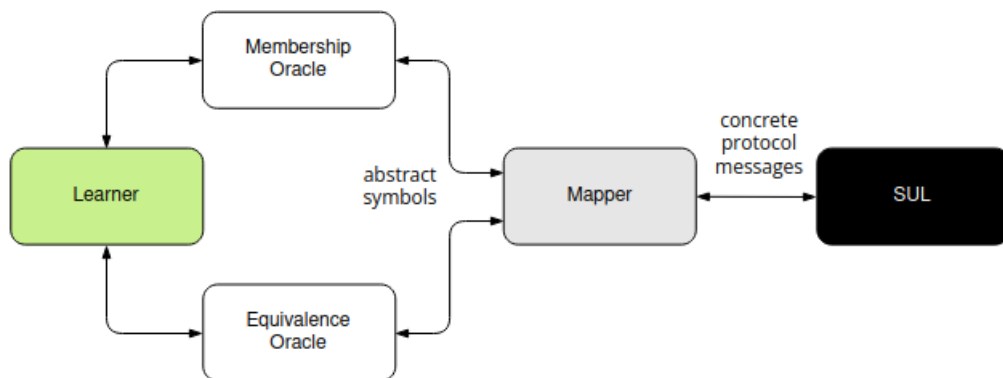 Membership
Oracle
Learner
abstract
symbols
Mapper
concrete
protocol
messages
SUL
Equivalence
Oracle